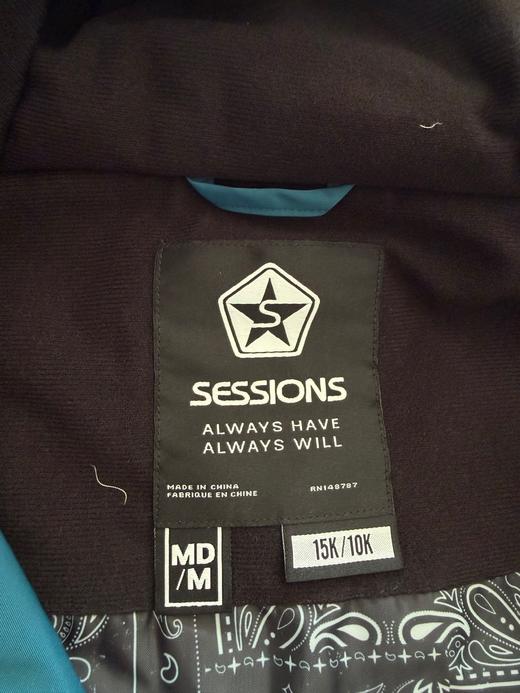 S
SESSIONS
ALWAYS HAVE
ALWAYS WILL
MADE IN CHINA
FABRIQUE EN CHINE
RN148787
MD
/M
15K/10K